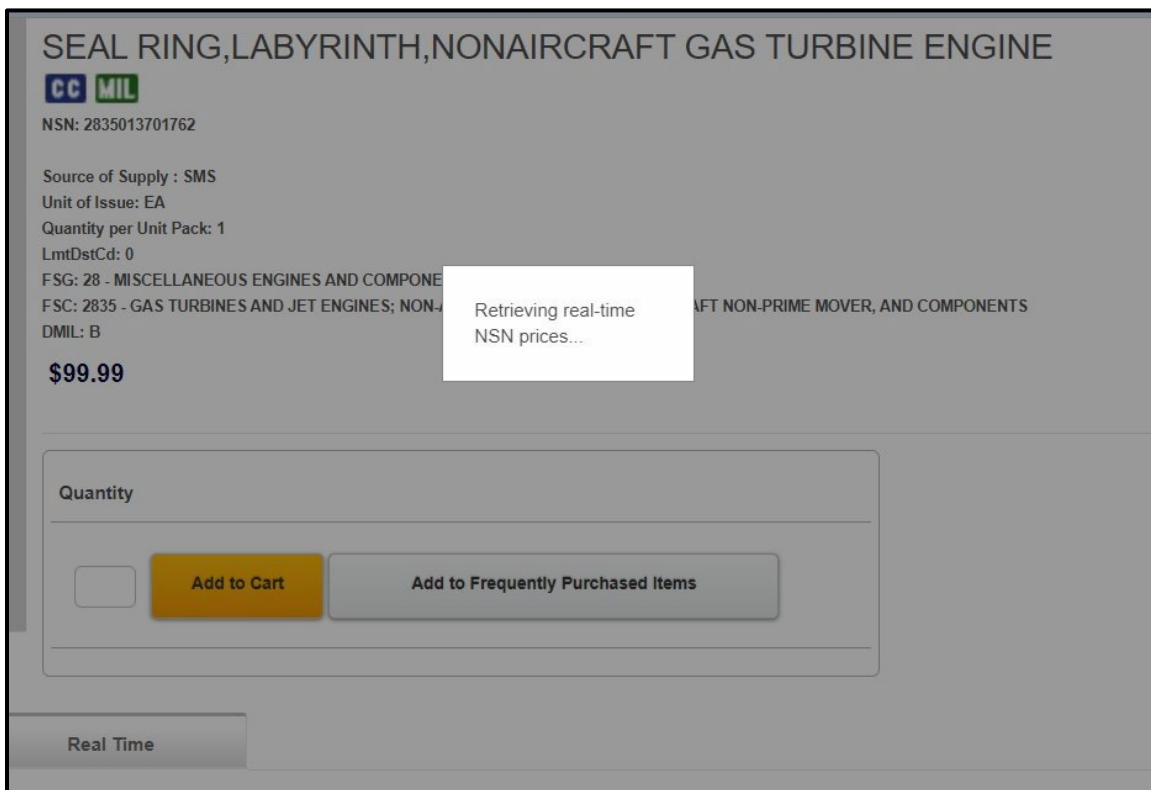 SEAL RING,LABYRINTH,NONAIRCRAFT GAS TURBINE ENGINE
CC MIL
NSN: 2835013701762
Source of Supply : SMS
Unit of Issue: EA
Quantity per Unit Pack: 1
LmtDstCd: 0
FSG: 28 - MISCELLANEOUS ENGINES AND COMPONE
FSC: 2835 - GAS TURBINES AND JET ENGINES; NON- AFT NON-PRIME MOVER, AND COMPONENTS
Retrieving real-time
NSN prices...
DMIL: B
$99.99
Quantity
Add to Cart Add to Frequently Purchased Items
Real Time